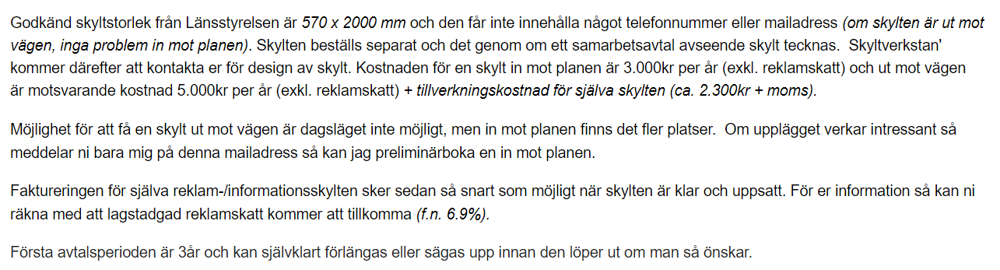 Godkänd skyltstorlek från Länsstyrelsen är 570 x 2000 mm och den får inte innehålla något telefonnummer eller mailadress (om skylten är ut mot
vägen, inga problem in mot planen). Skylten beställs separat och det genom om ett samarbetsavtal avseende skylt tecknas.  Skyltverkstan'
kommer därefter att kontakta er för design av skylt. Kostnaden för en skylt in mot planen är 3.000kr per år (exkl. reklamskatt) och ut mot vägen
är motsvarande kostnad 5.000kr per år (exkl. reklamskatt) + tillverkningskostnad för själva skylten (ca. 2.300kr + moms).
Möjlighet för att få en skylt ut mot vägen är dagsläget inte möjligt, men in mot planen finns det fler platser.  Om upplägget verkar intressant så
meddelar ni bara mig på denna mailadress så kan jag preliminärboka en in mot planen.
Faktureringen för själva reklam-/informationsskylten sker sedan så snart som möjligt när skylten är klar och uppsatt. För er information så kan ni
räkna med att lagstadgad reklamskatt kommer att tillkomma (f.n. 6.9%).
Första avtalsperioden är 3år och kan självklart förlängas eller sägas upp innan den löper ut om man så önskar.